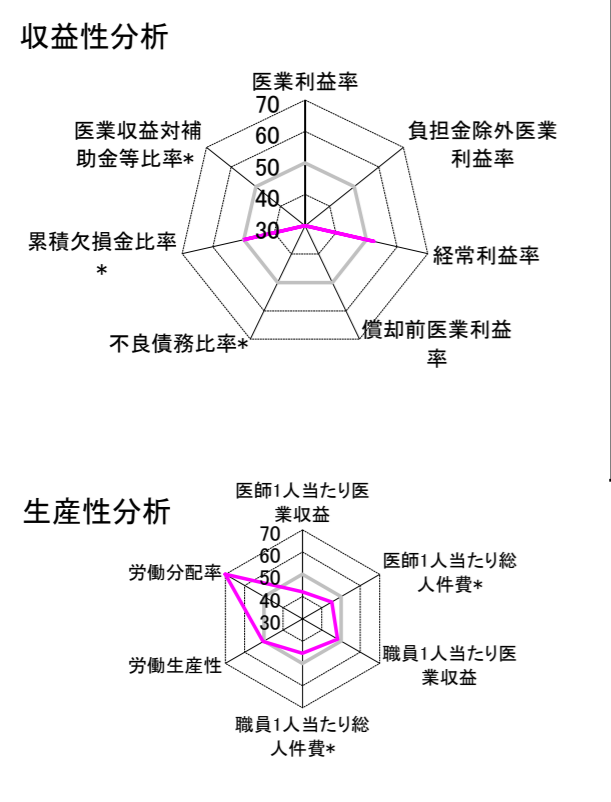 収益性分析
医業利益率
70
60
50
40
30
負担金除外医業
利益率
経常利益率
償却前医業利益
率
不良債務比率*
累積欠損金比率
*
医業収益対補
助金等比率*
生産性分析
医師1人当たり医
業収益
70
60
50
40
30
医師1人当たり総
人件費*
職員1人当たり医
業収益
職員1人当たり総
人件費*
労働生産性
労働分配率